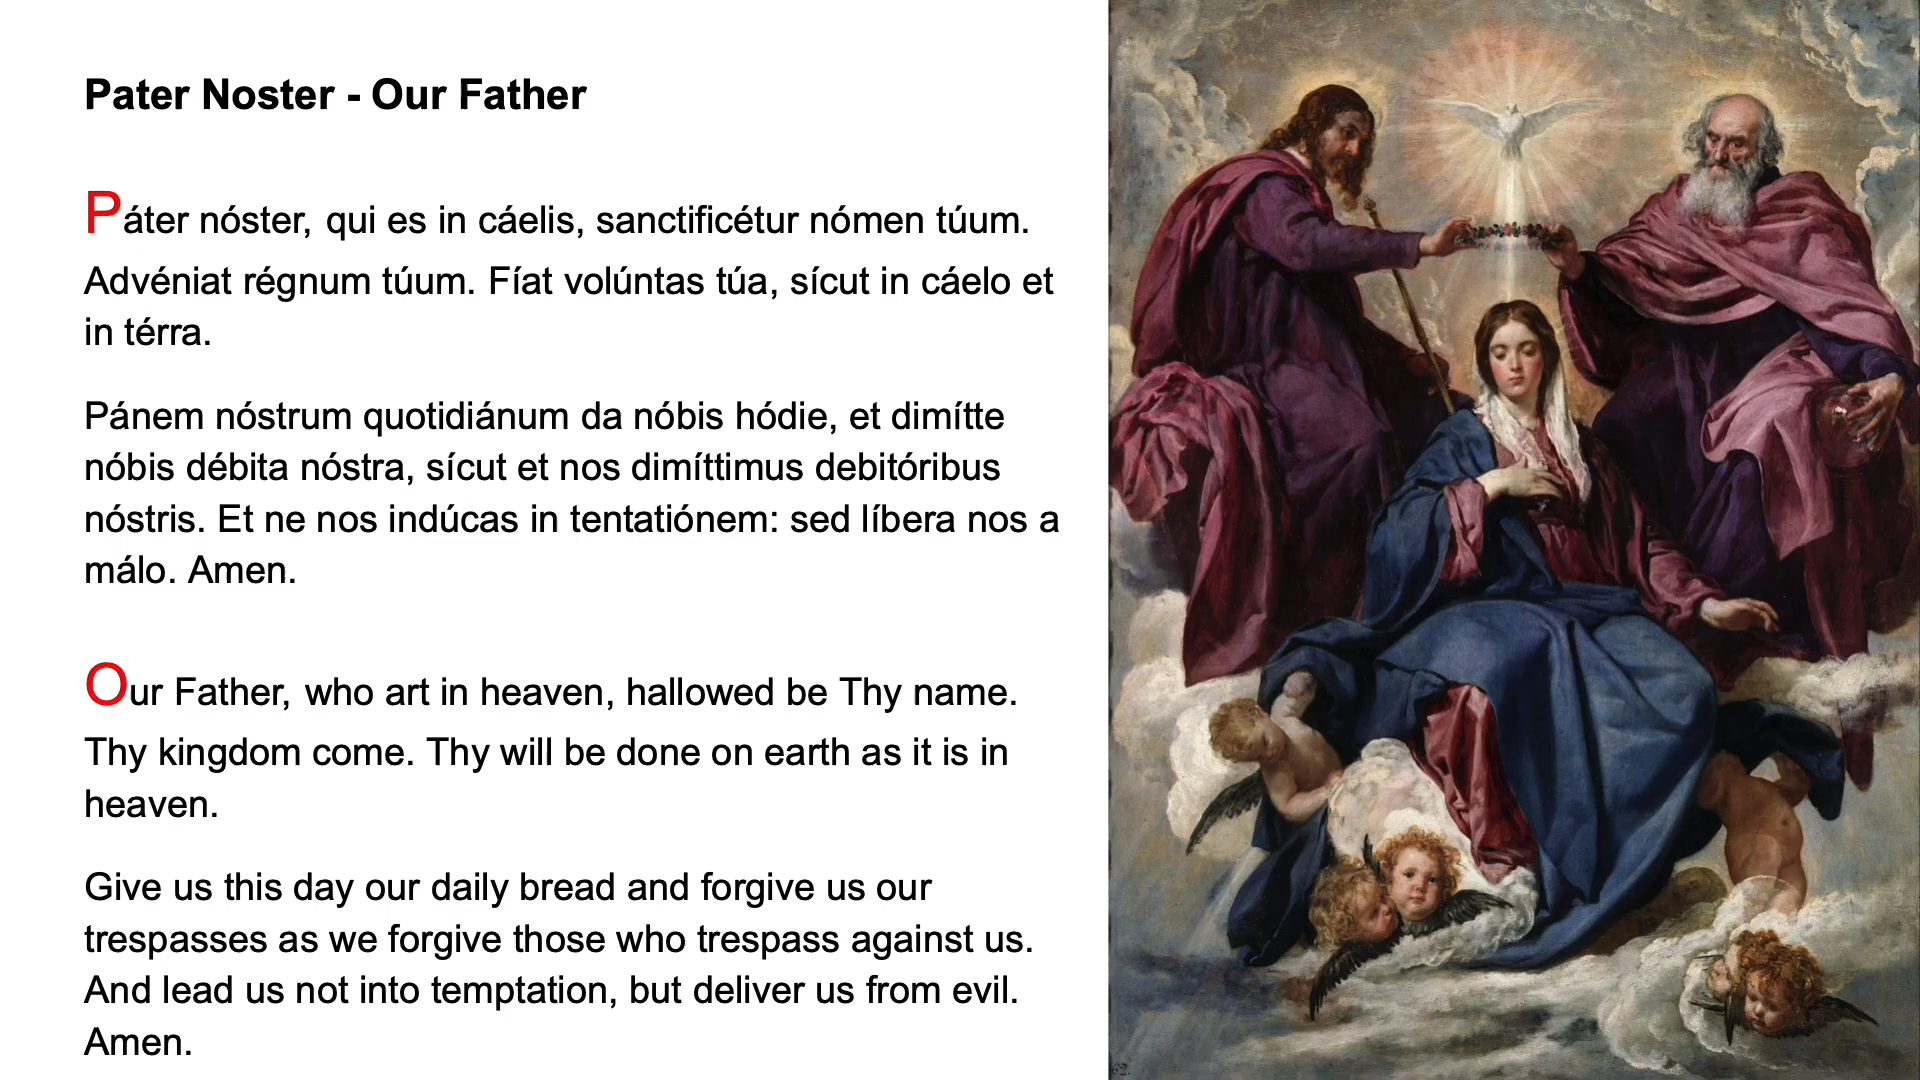 Pater Noster - Our Father
Páter nóster, qui es in cáelis, sanctificétur nómen túum.
Advéniat régnum túum. Fíat volúntas túa, sícut in cáelo et
in térra.
Pánem nóstrum quotidiánum da nóbis hódie, et dimítte
nóbis débita nóstra, sícut et nos dimíttimus debitóribus
nóstris. Et ne nos indúcas in tentatiónem: sed líbera nos a
málo. Amen.
Our Father, who art in heaven, hallowed be Thy name.
Thy kingdom come. Thy will be done on earth as it is in
heaven.
Give us this day our daily bread and forgive us our
trespasses as we forgive those who trespass against us.
And lead us not into temptation, but deliver us from evil.
Amen.
62.